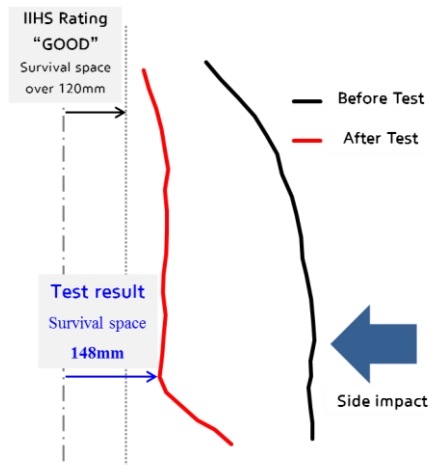 IIHS Rating
“GOOD”
Survival space
over 120mm
Before Test
After Test
Test result
Survival space
148mm
Side impact